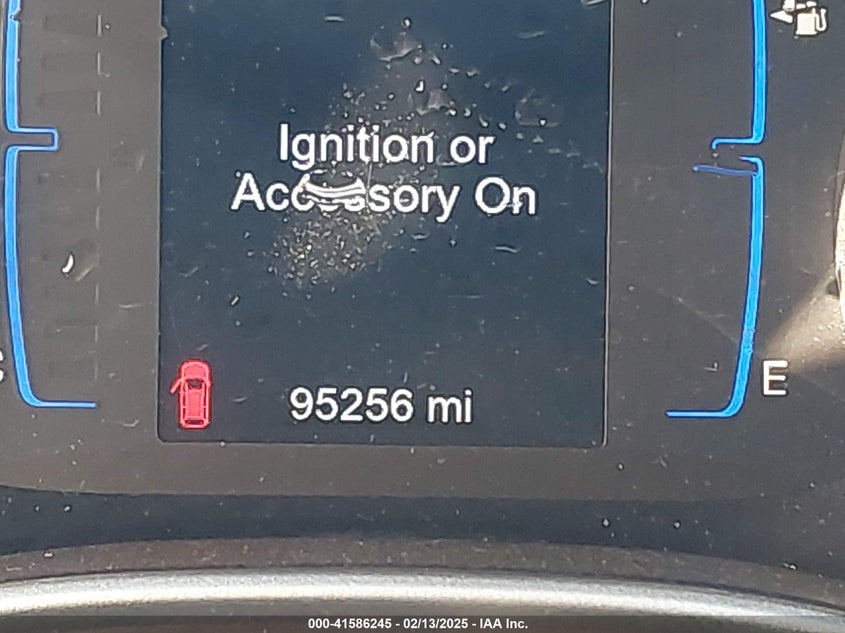 Ignition or
Accessory On
95256 mi
E
000-41586245 - 02/13/2025 - IAA Inc.